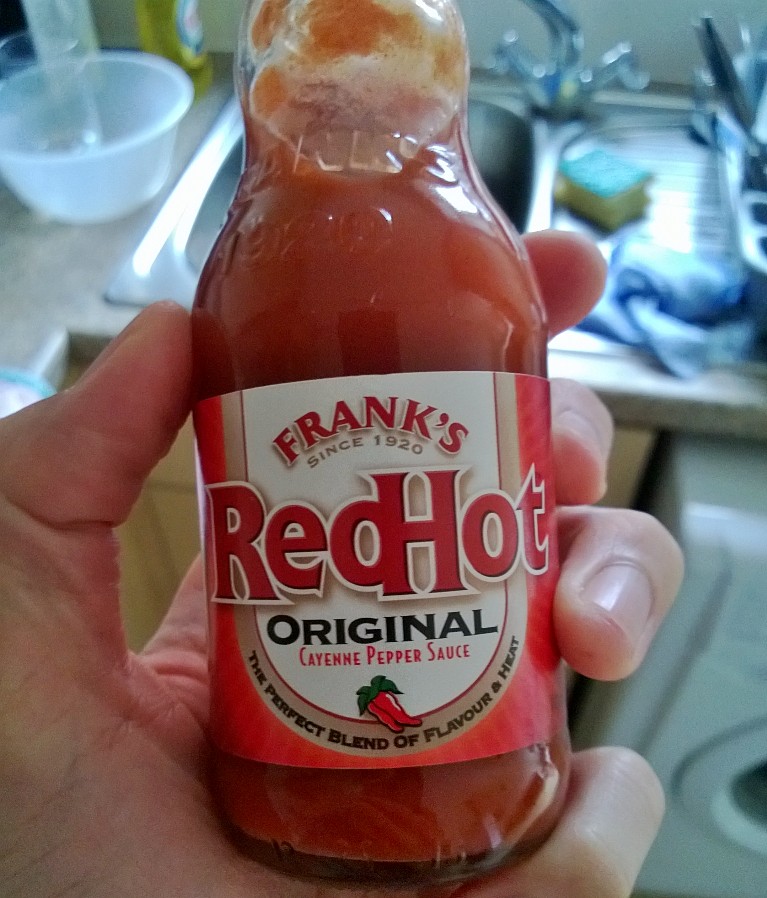 FRANK'S
SINCE 1920
RedHot
ORIGINAL
CAYENNE PEPPER SAUCE
THE PERFECT BLEND OF FLAVOUR & HEAT